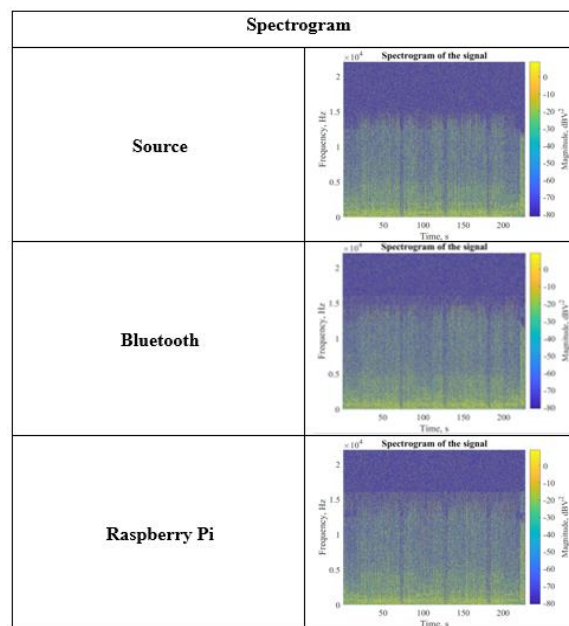 Spectrogram
Source
×10⁴ Spectrogram of the signal
2
1.5
1
0.5
0
Frequency, Hz
50 100 150 200
Time, s
0
-10
-20
-30
-40
-50
-60
-70
-80
Magnitude, dBV²
Bluetooth
×10⁴ Spectrogram of the signal
2
1.5
1
0.5
0
Frequency, Hz
50 100 150 200
Time, s
0
-10
-20
-30
-40
-50
-60
-70
-80
Magnitude, dBV²
Raspberry Pi
×10⁴ Spectrogram of the signal
2
1.5
1
0.5
0
Frequency, Hz
50 100 150 200
Time, s
0
-10
-20
-30
-40
-50
-60
-70
-80
Magnitude, dBV²